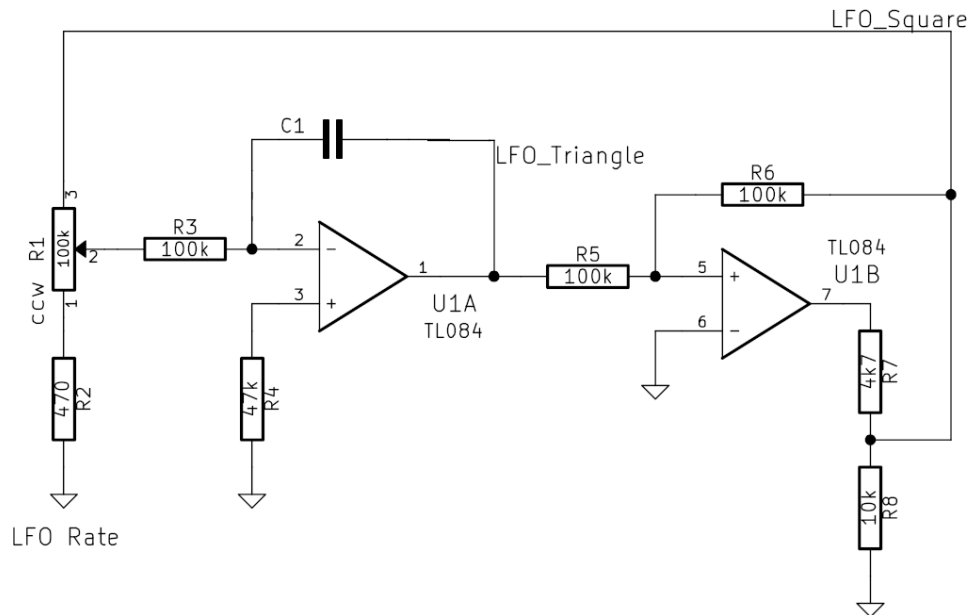 LFO_Square
C1
LFO_Triangle
R6
100k
3
R1
100k
2
CCW
1
R3
100k
2
-
3
+
1
U1A
TL084
R5
100k
5
+
6
-
7
TL084
U1B
4k7
R7
470
R2
47k
R4
10k
R8
LFO Rate